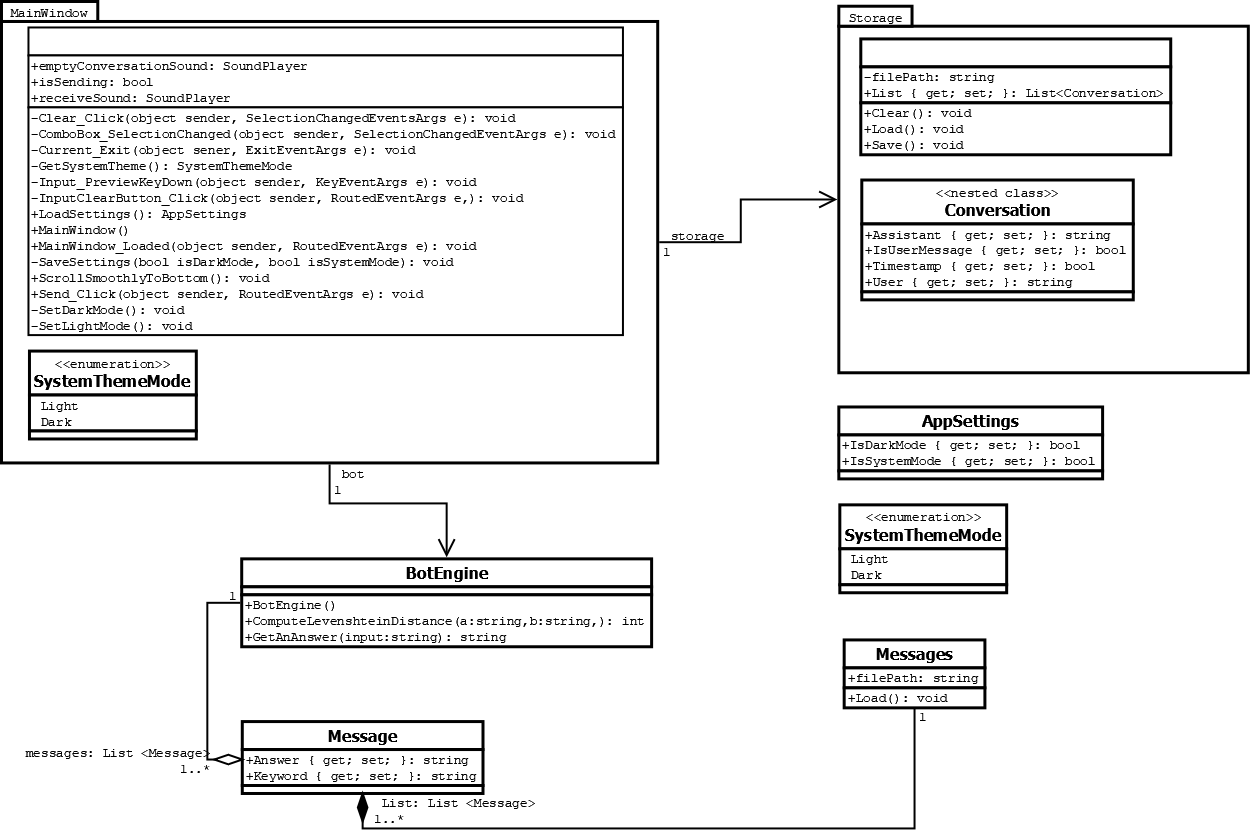 MainWindow
+emptyConversationSound: SoundPlayer
+isSending: bool
+receiveSound: SoundPlayer
-Clear_Click(object sender, SelectionChangedEventsArgs e): void
-ComboBox_SelectionChanged(object sender, SelectionChangedEventArgs e): void
-Current_Exit(object sener, ExitEventArgs e): void
-GetSystemTheme(): SystemThemeMode
-Input_PreviewKeyDown(object sender, KeyEventArgs e): void
-InputClearButton_Click(object sender, RoutedEventArgs e,): void
+LoadSettings(): AppSettings
+MainWindow()
+MainWindow_Loaded(object sender, RoutedEventArgs e): void
-SaveSettings(bool isDarkMode, bool isSystemMode): void
+ScrollSmoothlyToBottom(): void
+Send_Click(object sender, RoutedEventArgs e): void
-SetDarkMode(): void
-SetLightMode(): void
<<enumeration>>
SystemThemeMode
Light
Dark
storage
1
Storage
-filePath: string
+List { get; set; }: List<Conversation>
+Clear(): void
+Load(): void
+Save(): void
<<nested class>>
Conversation
+Assistant { get; set; }: string
+IsUserMessage { get; set; }: bool
+Timestamp { get; set; }: bool
+User { get; set; }: string
AppSettings
+IsDarkMode { get; set; }: bool
+IsSystemMode { get; set; }: bool
<<enumeration>>
SystemThemeMode
Light
Dark
bot
1
BotEngine
1
+BotEngine()
+ComputeLevenshteinDistance(a:string,b:string,): int
+GetAnAnswer(input:string): string
Messages
+filePath: string
+Load(): void
1
Message
messages: List <Message>
1..*
+Answer { get; set; }: string
+Keyword { get; set; }: string
List: List <Message>
1..*